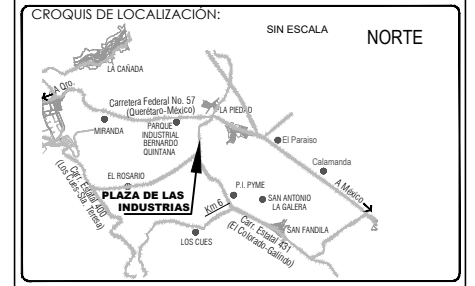 CROQUIS DE LOCALIZACIÓN:
SIN ESCALA
NORTE
LA CAÑADA
A Qro.
Carretera Federal No. 57
(Querétaro-México)
LA PIEDAD
MIRANDA
PARQUE
INDUSTRIAL
BERNARDO
QUINTANA
El Paraiso
Calamanda
Carr. Estatal 400
(Los Cues-Sta. Teresa)
EL ROSARIO
PLAZA DE LAS
INDUSTRIAS
Km 6
P.I. PYME
SAN ANTONIO
LA GALERA
A México
LOS CUES
Carr. Estatal 431
(El Colorado-Galindo)
SAN FANDILA